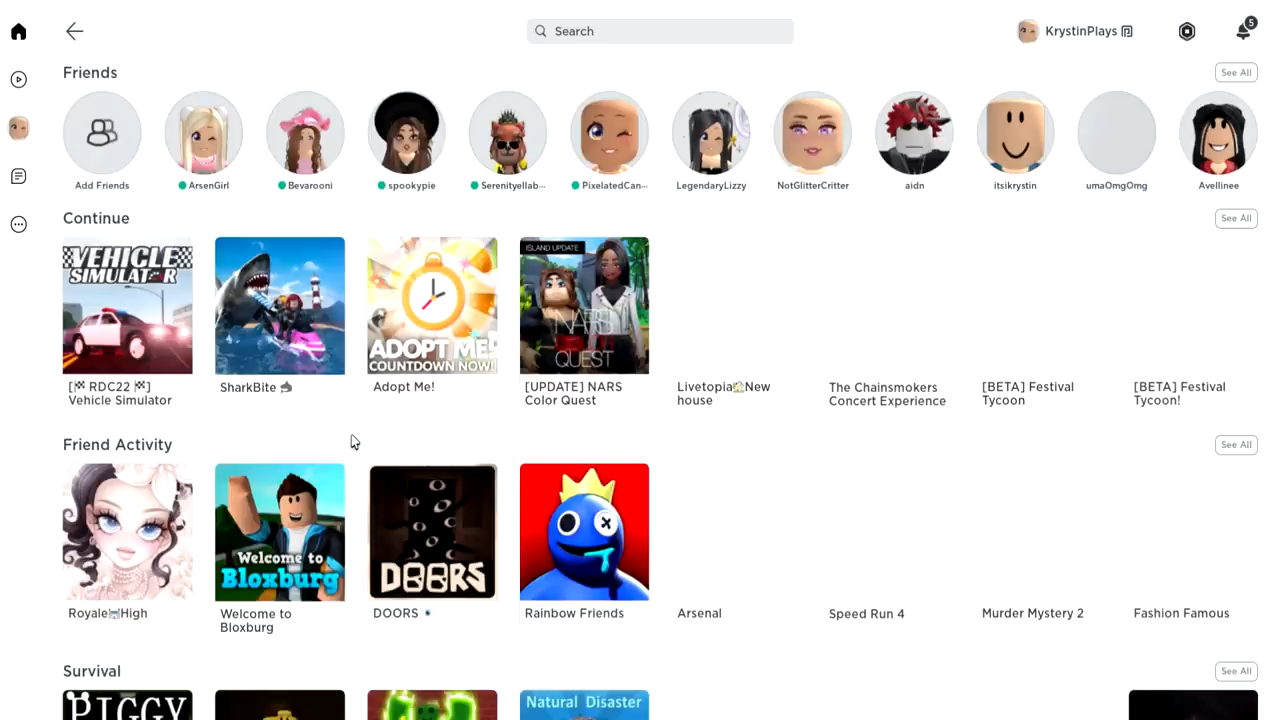 Search
KrystinPlays
5
Friends
See All
Add Friends
ArsenGirl
Bevarooni
spookypie
Serenityellab...
PixelatedCan...
LegendaryLizzy
NotGlitterCritter
aidn
itsikrystin
umaOmgOmg
Avellinee
Continue
See All
VEHICLE
SIMULATOR
ADOPT ME!
COUNTDOWN NOW!
ISLAND UPDATE
NARS
QUEST
[🏁 RDC22 🏁]
Vehicle Simulator
SharkBite 🦈
Adopt Me!
[UPDATE] NARS
Color Quest
Livetopia🏡New
house
The Chainsmokers
Concert Experience
[BETA] Festival
Tycoon
[BETA] Festival
Tycoon!
Friend Activity
See All
Welcome to
Bloxburg
DOORS
Royale🏰High
Welcome to
Bloxburg
DOORS 👁
Rainbow Friends
Arsenal
Speed Run 4
Murder Mystery 2
Fashion Famous
Survival
See All
PIGGY
Natural Disaster